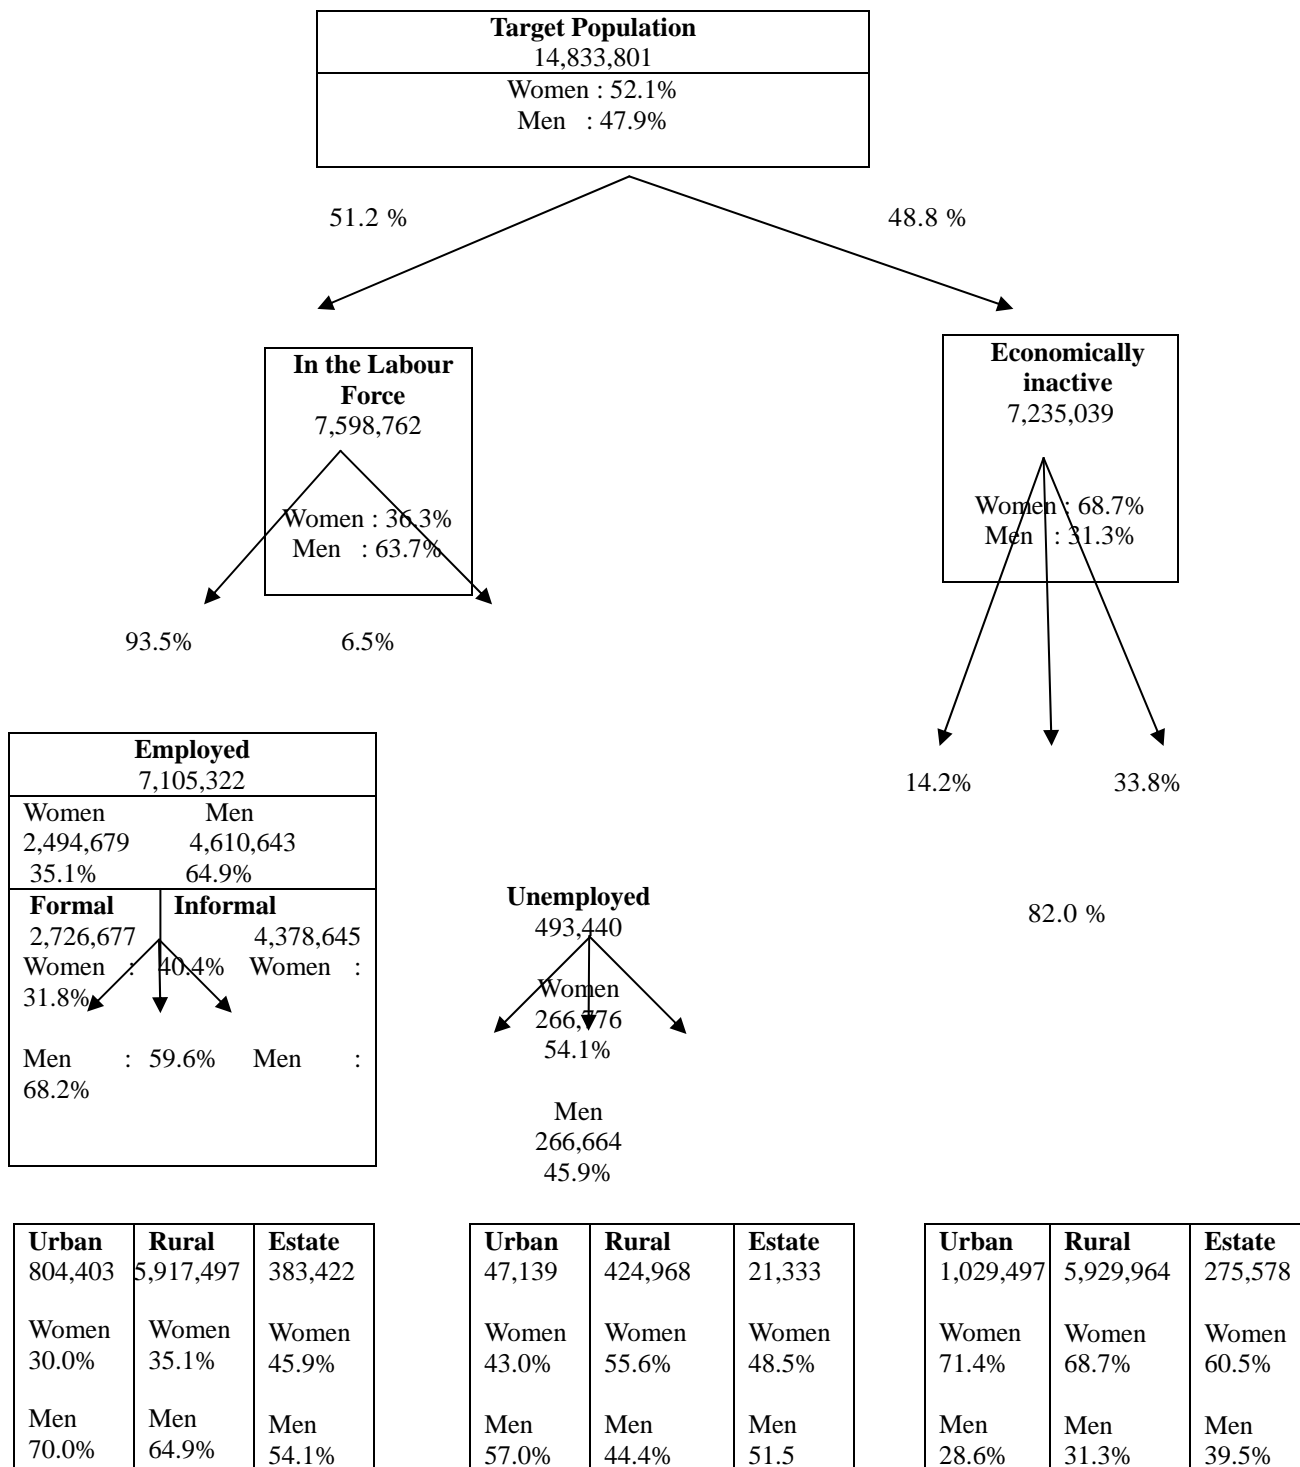 Target Population
14,833,801
Women : 52.1%
Men : 47.9%
51.2 %
48.8 %
In the Labour
Force
7,598,762
Women : 36.3%
Men : 63.7%
Economically
inactive
7,235,039
Women : 68.7%
Men : 31.3%
93.5%
6.5%
Employed
7,105,322
Women Men
2,494,679 4,610,643
35.1% 64.9%
Formal Informal
2,726,677 4,378,645
Women : 40.4% Women :
31.8%
Men : 59.6% Men :
68.2%
Unemployed
493,440
Women
266,776
54.1%
Men
266,664
45.9%
14.2%
33.8%
82.0 %
Urban Rural Estate
804,403 5,917,497 383,422
Women Women Women
30.0% 35.1% 45.9%
Men Men Men
70.0% 64.9% 54.1%
Urban Rural Estate
47,139 424,968 21,333
Women Women Women
43.0% 55.6% 48.5%
Men Men Men
57.0% 44.4% 51.5
Urban Rural Estate
1,029,497 5,929,964 275,578
Women Women Women
71.4% 68.7% 60.5%
Men Men Men
28.6% 31.3% 39.5%